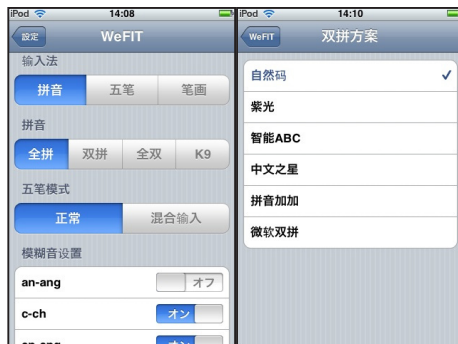 iPod 14:08
設定 WeFIT
输入法
拼音 五笔 笔画
拼音
全拼 双拼 全双 K9
五笔模式
正常 混合输入
模糊音设置
an-ang オフ
c-ch オン
iPod 14:10
WeFIT 双拼方案
自然码
紫光
智能ABC
中文之星
拼音加加
微软双拼